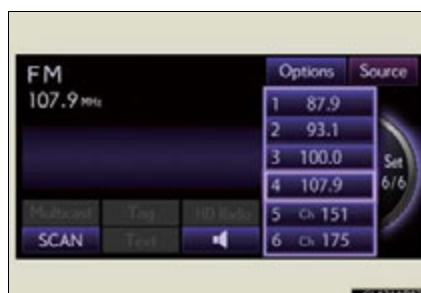 FM
107.9 MHz
Options Source
1 87.9
2 93.1
3 100.0
4 107.9
5 Ch 151
6 Ch 175
Set
6/6
Multicast Tag HD Radio
SCAN Text